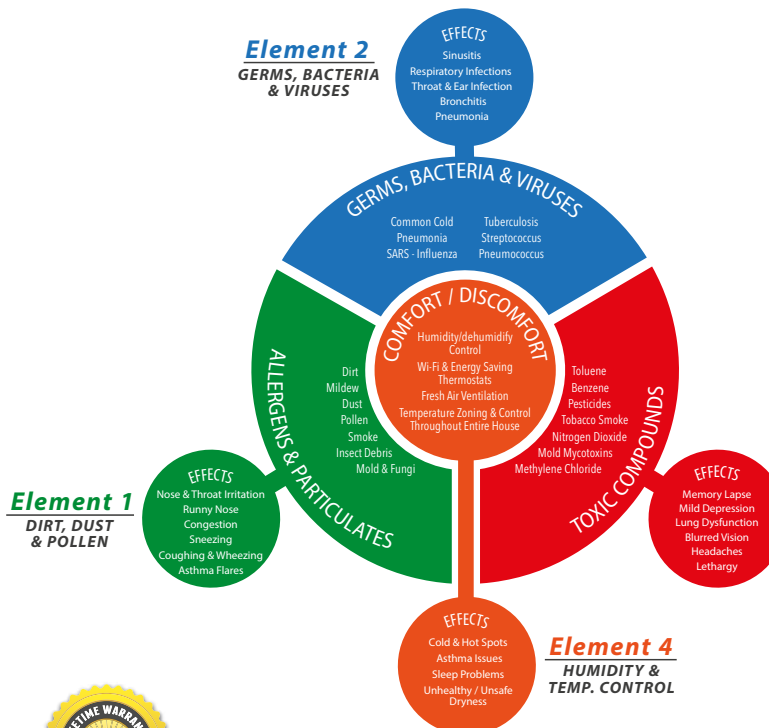 EFFECTS
Sinusitis
Respiratory Infections
Throat & Ear Infection
Bronchitis
Pneumonia
Element 2
GERMS, BACTERIA
& VIRUSES
GERMS, BACTERIA & VIRUSES
Common Cold
Pneumonia
SARS - Influenza
Tuberculosis
Streptococcus
Pneumococcus
COMFORT / DISCOMFORT
Humidity/dehumidify
Control
Wi-Fi & Energy Saving
Thermostats
Fresh Air Ventilation
Temperature Zoning & Control
Throughout Entire House
ALLERGENS & PARTICULATES
Dirt
Mildew
Dust
Pollen
Smoke
Insect Debris
Mold & Fungi
TOXIC COMPOUNDS
Toluene
Benzene
Pesticides
Tobacco Smoke
Nitrogen Dioxide
Mold Mycotoxins
Methylene Chloride
Element 1
DIRT, DUST
& POLLEN
EFFECTS
Nose & Throat Irritation
Runny Nose
Congestion
Sneezing
Coughing & Wheezing
Asthma Flares
EFFECTS
Memory Lapse
Mild Depression
Lung Dysfunction
Blurred Vision
Headaches
Lethargy
EFFECTS
Cold & Hot Spots
Asthma Issues
Sleep Problems
Unhealthy / Unsafe
Dryness
Element 4
HUMIDITY &
TEMP. CONTROL